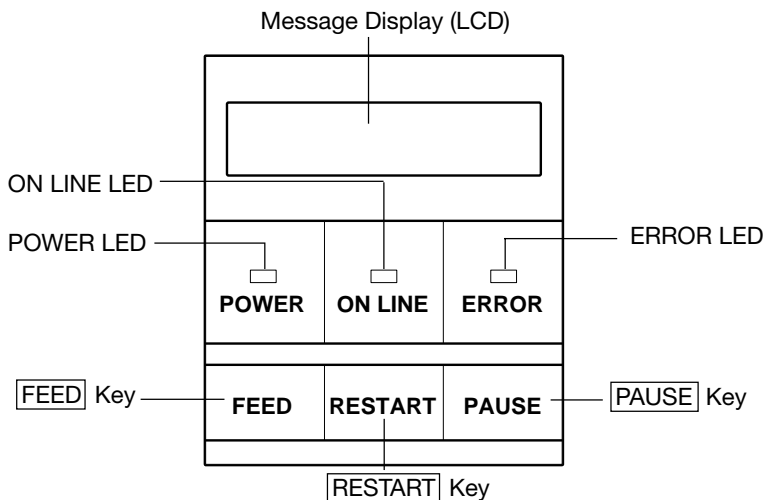 Message Display (LCD)
ON LINE LED
POWER LED
ERROR LED
POWER
ON LINE
ERROR
FEED Key
FEED
RESTART
PAUSE
PAUSE Key
RESTART Key